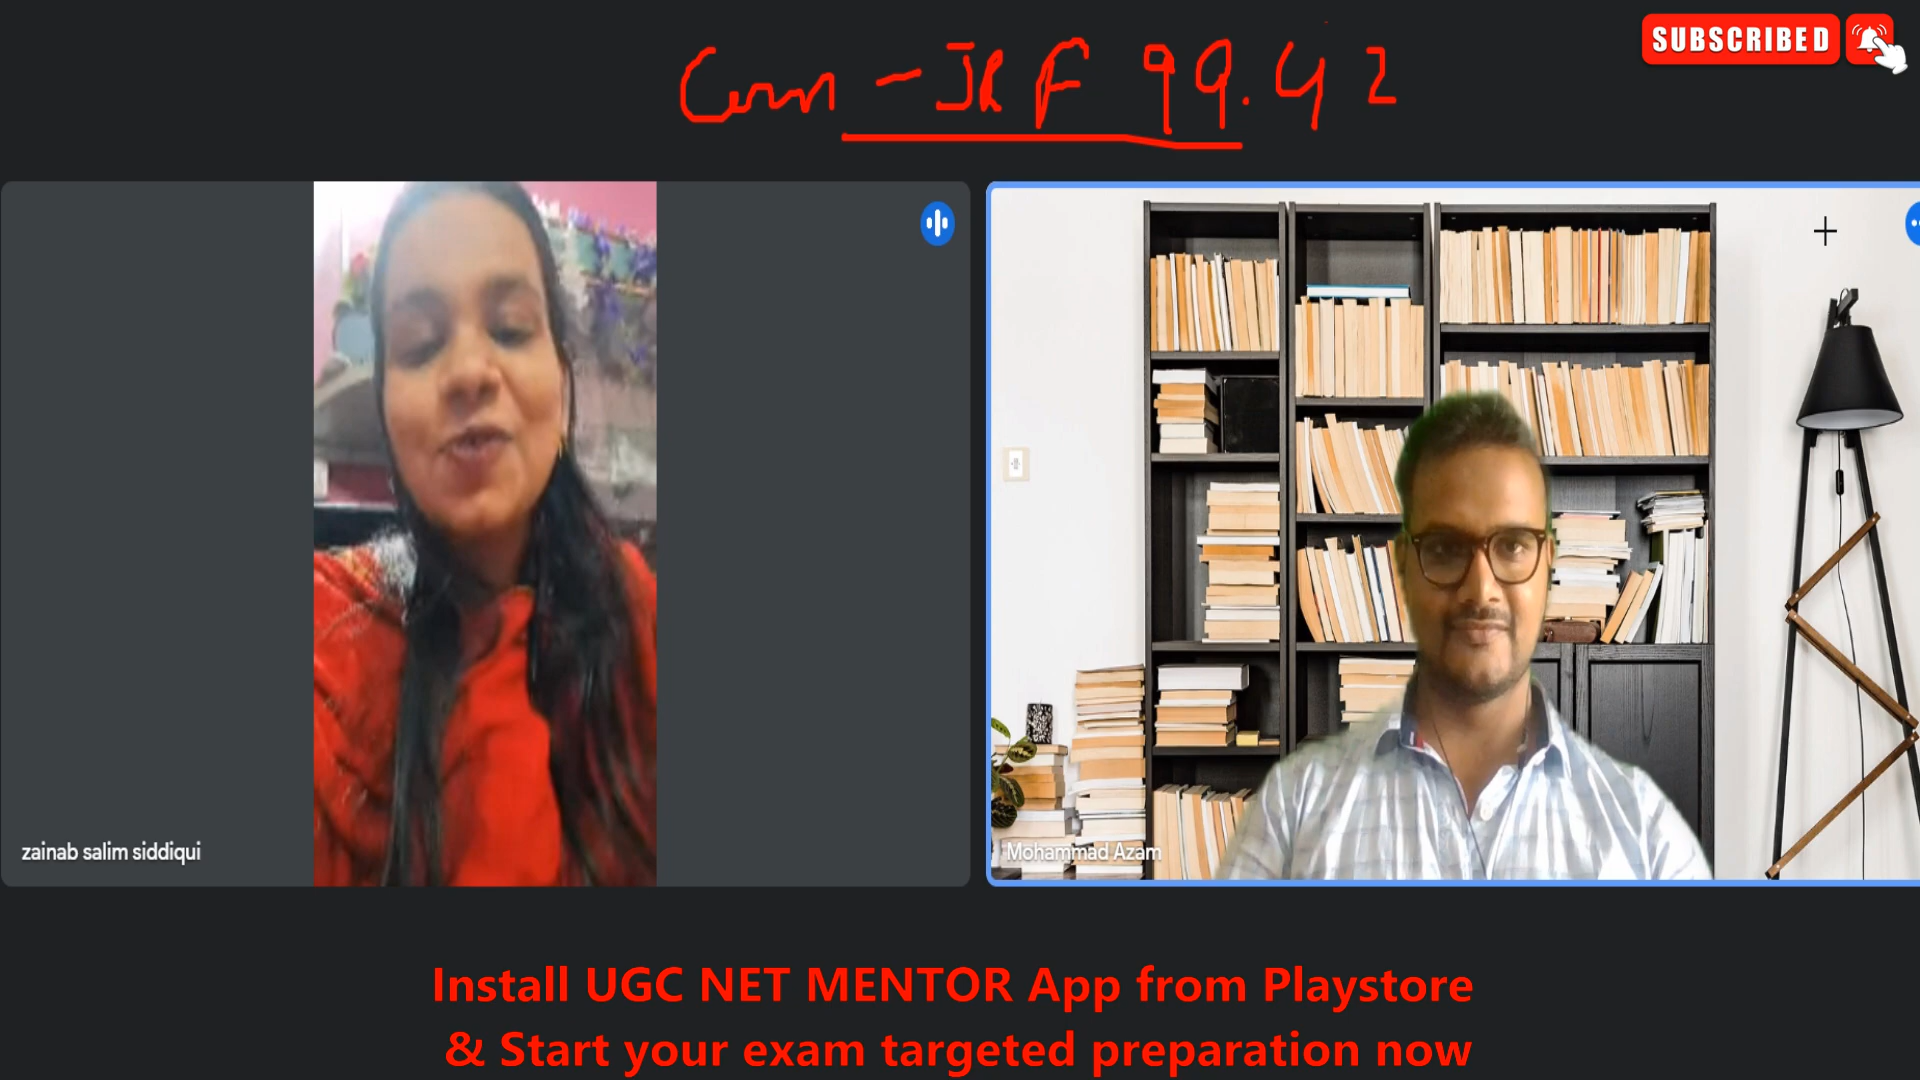 Com - JRF 99.42
SUBSCRIBED
zainab salim siddiqui
Mohammad Azam
Install UGC NET MENTOR App from Playstore
& Start your exam targeted preparation now